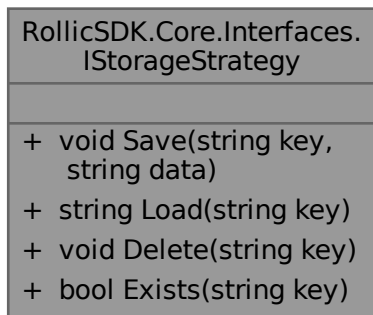 RollicSDK.Core.Interfaces.
IStorageStrategy
+ void Save(string key,
string data)
+ string Load(string key)
+ void Delete(string key)
+ bool Exists(string key)